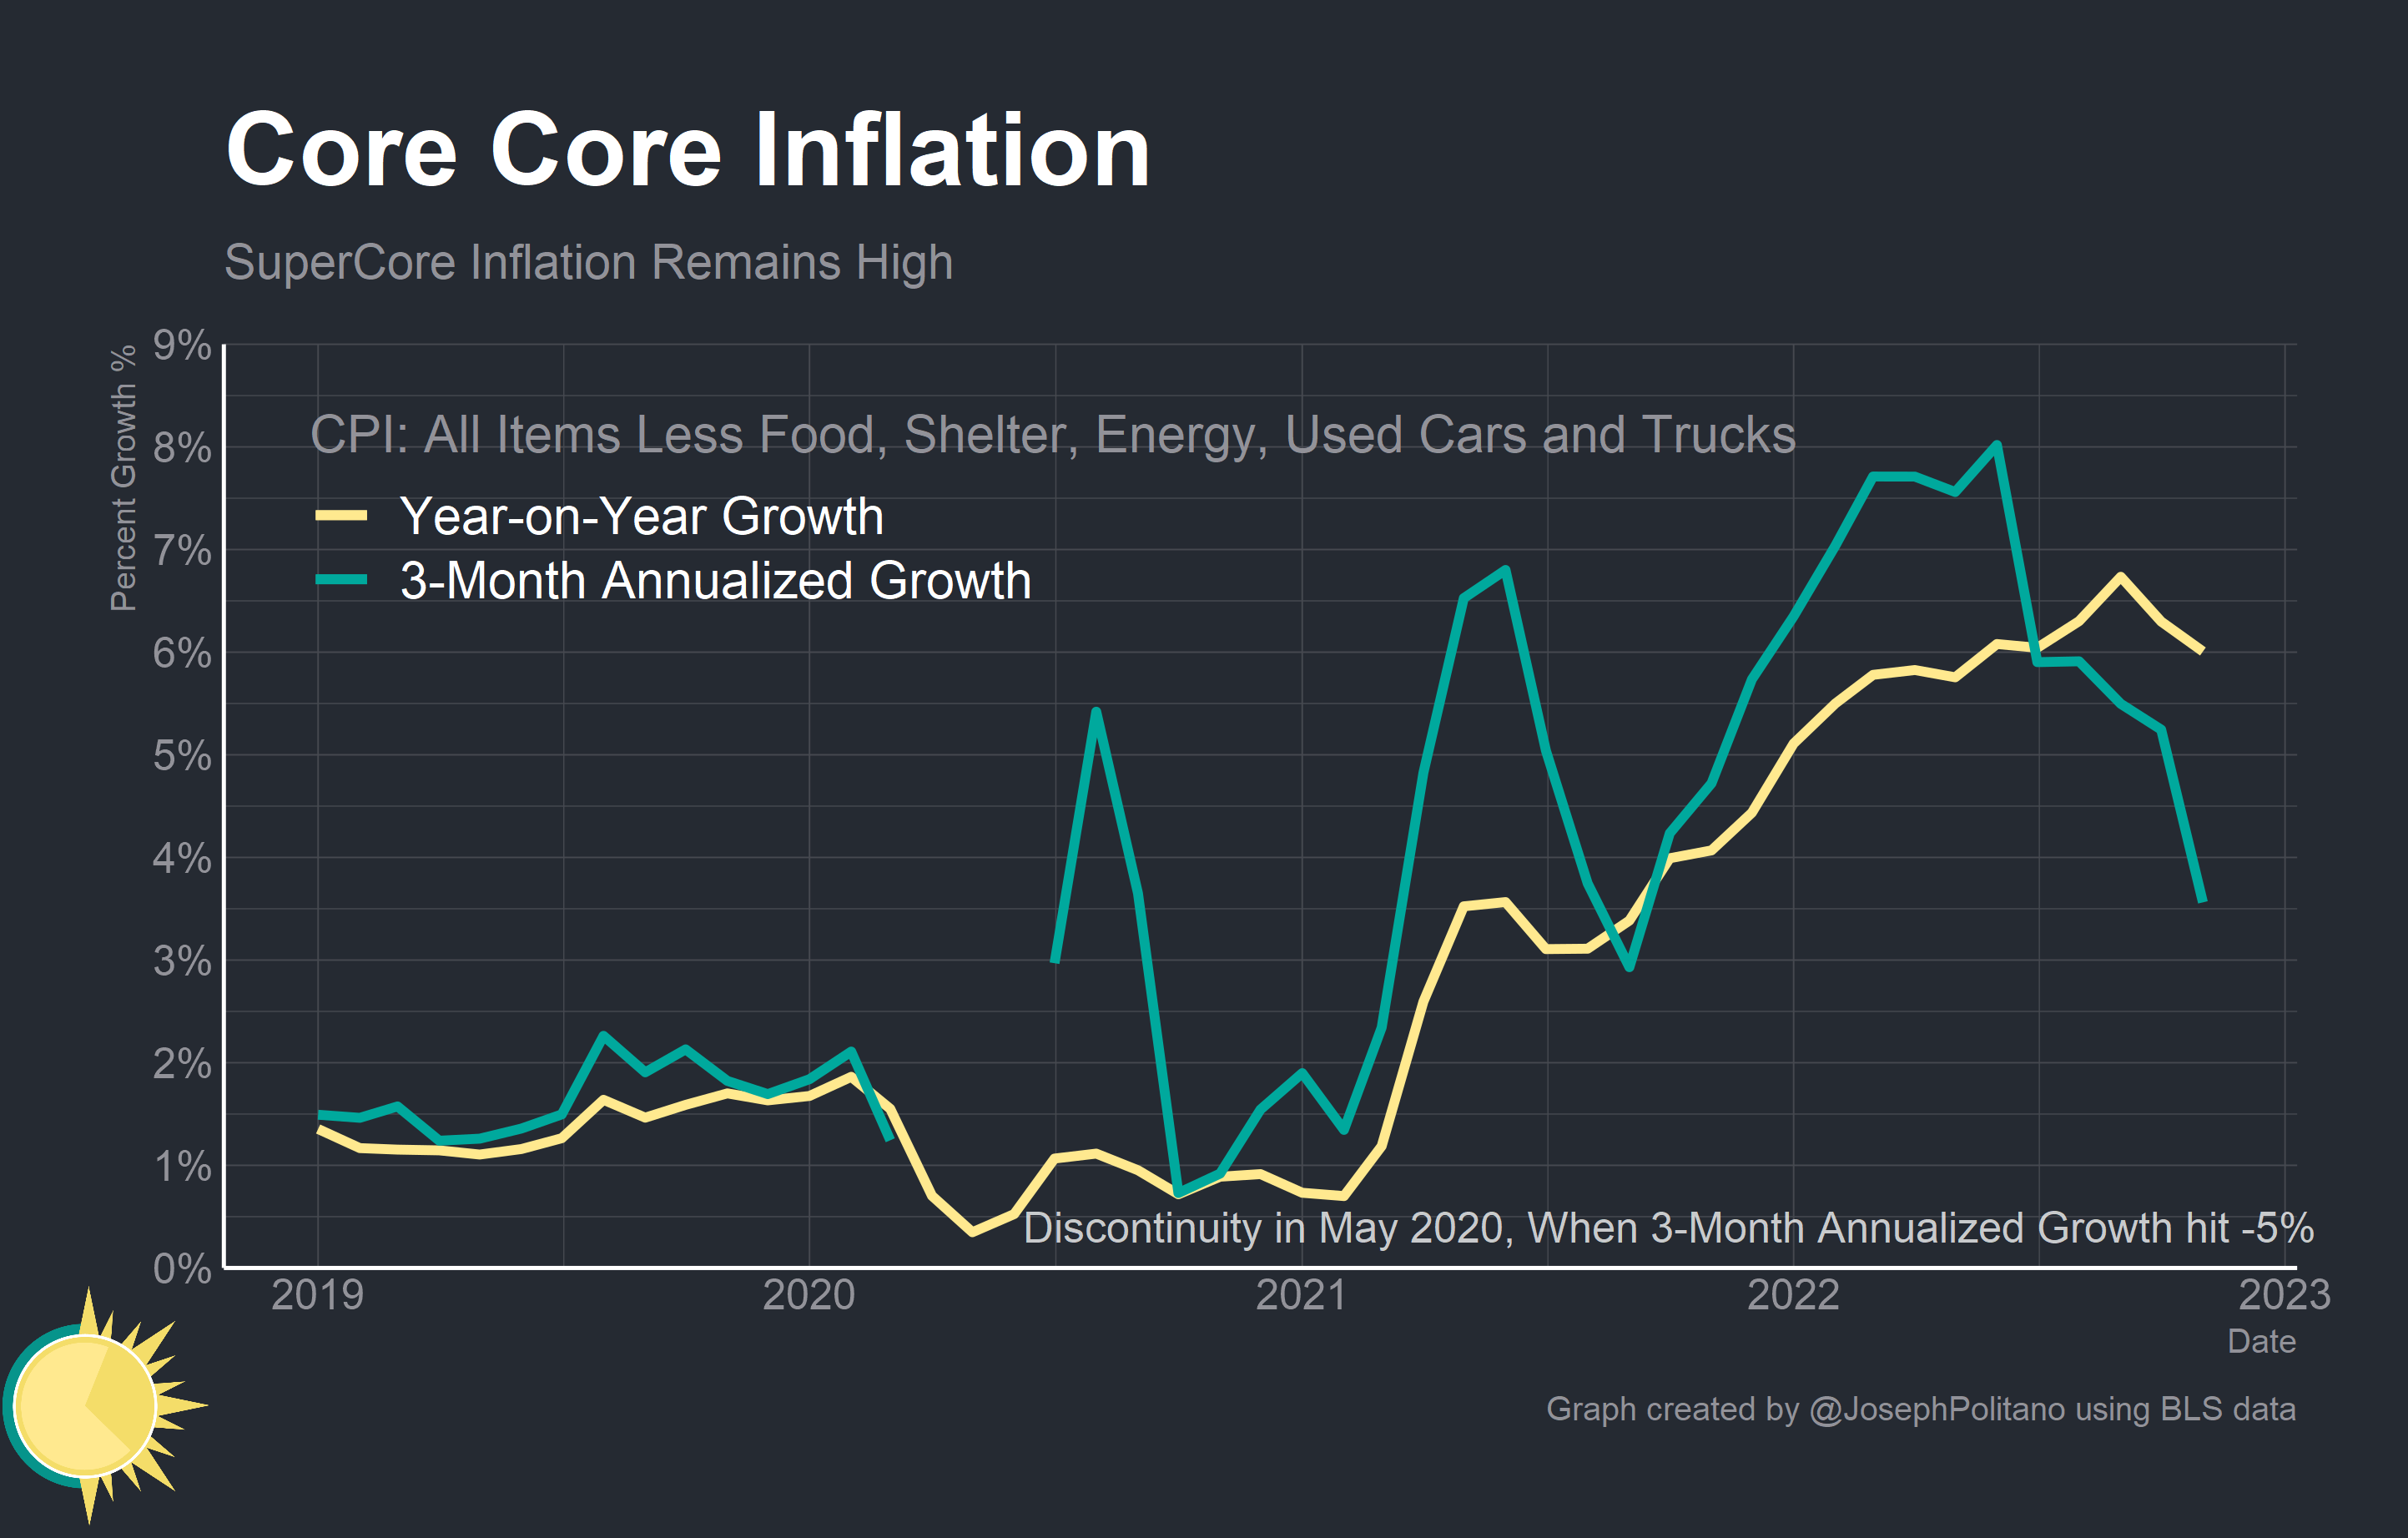 Core Core Inflation
SuperCore Inflation Remains High
Percent Growth %
9%
8%
7%
6%
5%
4%
3%
2%
1%
0%
CPI: All Items Less Food, Shelter, Energy, Used Cars and Trucks
Year-on-Year Growth
3-Month Annualized Growth
Discontinuity in May 2020, When 3-Month Annualized Growth hit -5%
2019 2020 2021 2022 2023
Date
Graph created by @JosephPolitano using BLS data